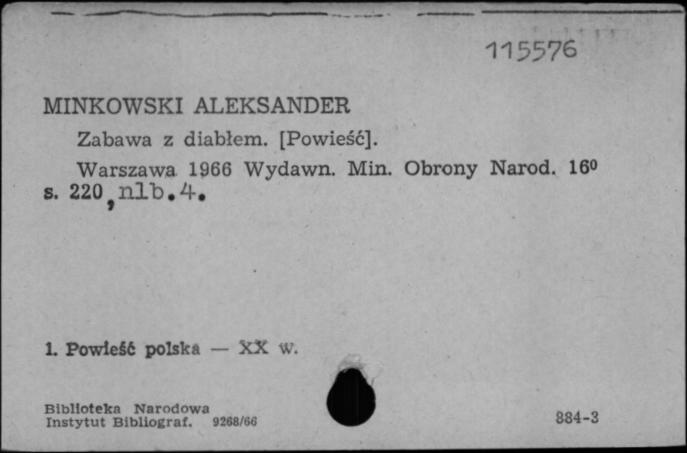 115576
MINKOWSKI ALEKSANDER
Zabawa z diabłem. [Powieść].
Warszawa 1966 Wydawn. Min. Obrony Narod. 16⁰
s. 220, nlb. 4.
1. Powieść polska — XX w.
Biblioteka Narodowa
Instytut Bibliograf. 9268/66
884-3